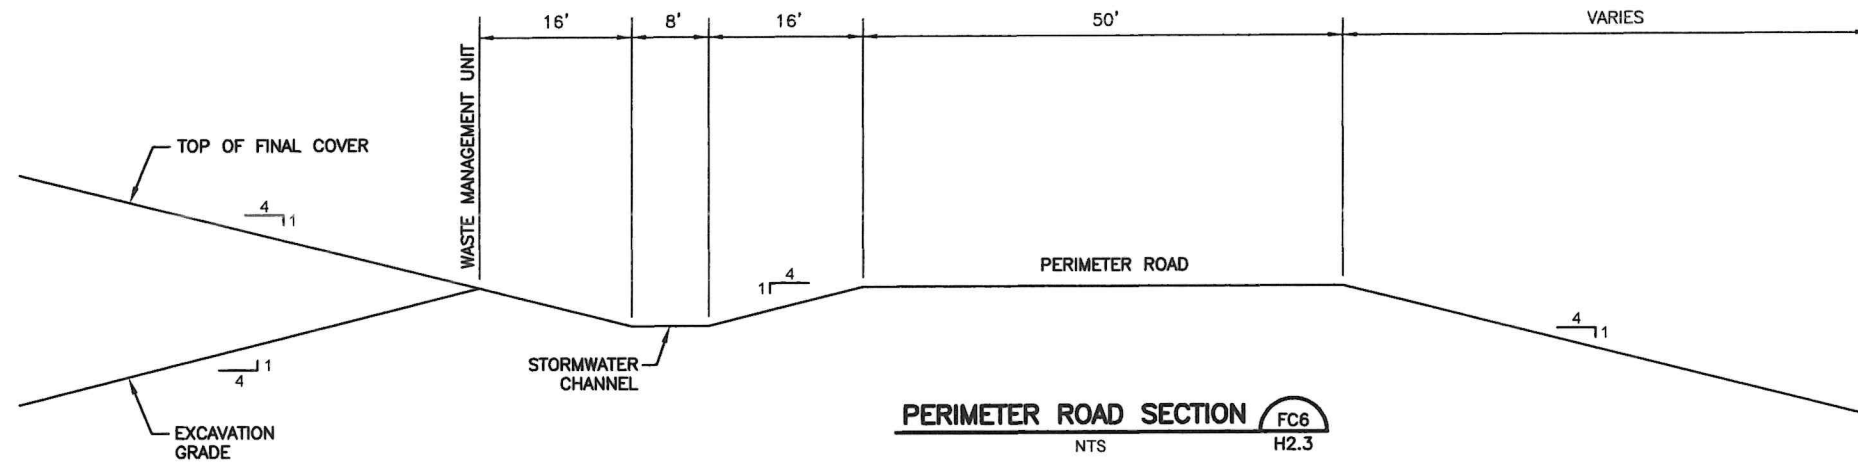 16'
8'
16'
50'
VARIES
WASTE MANAGEMENT UNIT
TOP OF FINAL COVER
4
1
4
1
PERIMETER ROAD
4
1
STORMWATER
CHANNEL
1
4
EXCAVATION
GRADE
PERIMETER ROAD SECTION
FC6
NTS
H2.3